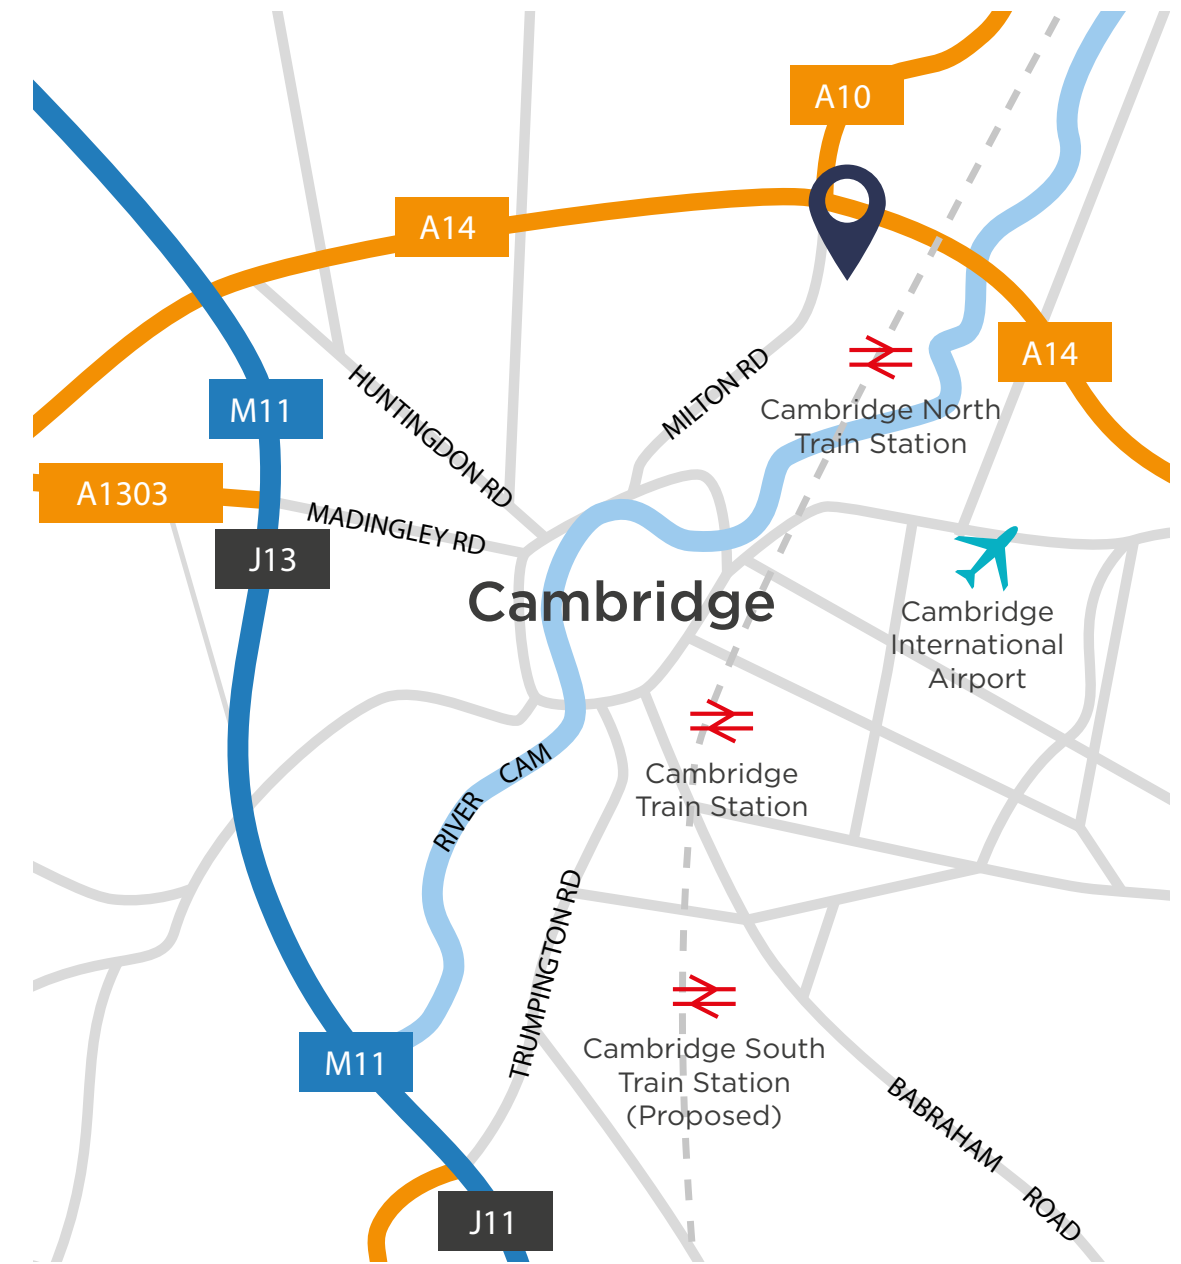 A10
A14
A14
M11
HUNTINGDON RD
MILTON RD
Cambridge North
Train Station
A1303
MADINGLEY RD
J13
Cambridge
Cambridge
International
Airport
RIVER CAM
Cambridge
Train Station
TRUMPINGTON RD
Cambridge South
Train Station
(Proposed)
M11
BABRAHAM ROAD
J11